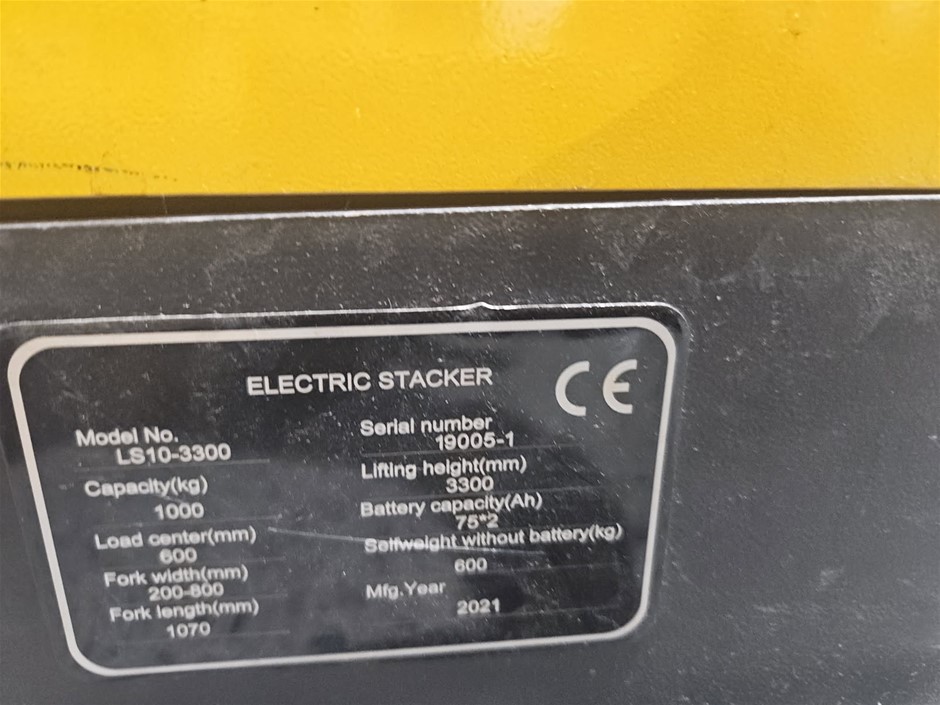 ELECTRIC STACKER
CE
Model No.
LS10-3300
Capacity(kg)
1000
Load center(mm)
600
Fork width(mm)
200-800
Fork length(mm)
1070
Serial number
19005-1
Lifting height(mm)
3300
Battery capacity(Ah)
75*2
Selfweight without battery(kg)
600
Mfg.Year
2021